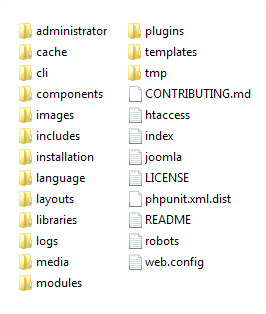 administrator
cache
cli
components
images
includes
installation
language
layouts
libraries
logs
media
modules
plugins
templates
tmp
CONTRIBUTING.md
htaccess
index
joomla
LICENSE
phpunit.xml.dist
README
robots
web.config